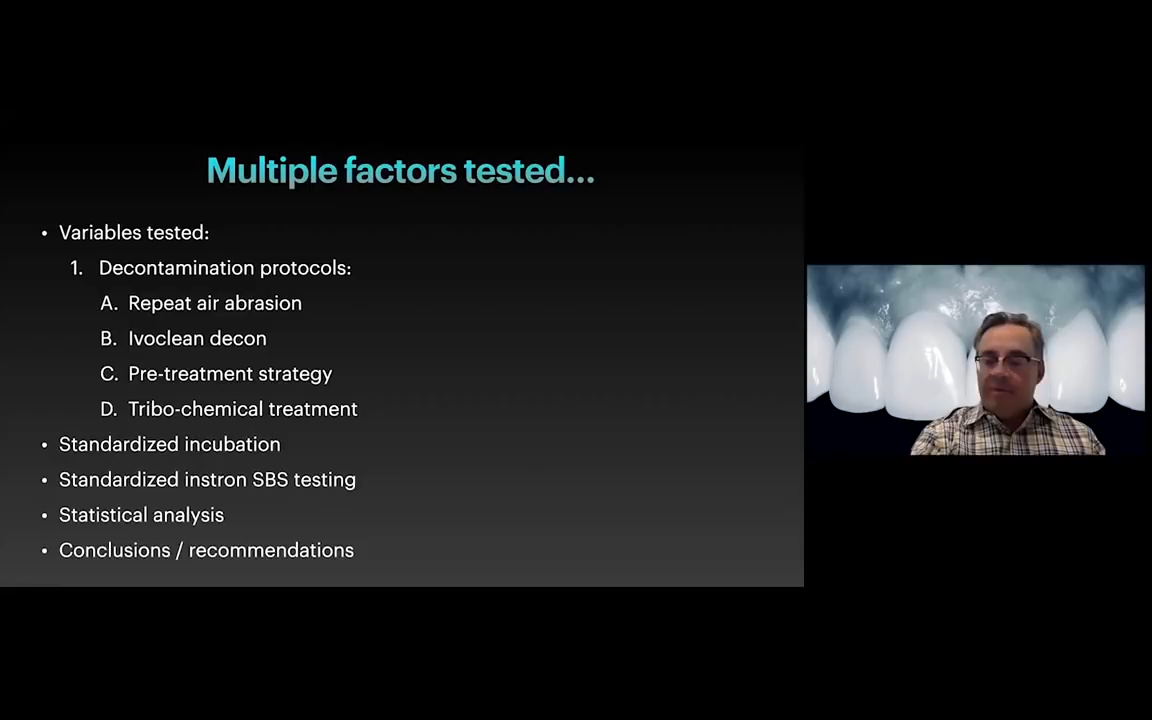 Multiple factors tested...
• Variables tested:
1. Decontamination protocols:
A. Repeat air abrasion
B. Ivoclean decon
C. Pre-treatment strategy
D. Tribo-chemical treatment
• Standardized incubation
• Standardized instron SBS testing
• Statistical analysis
• Conclusions / recommendations